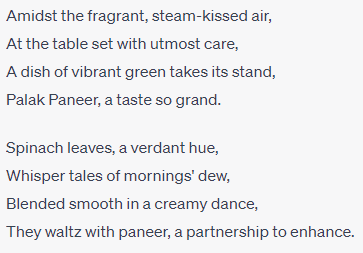 Amidst the fragrant, steam-kissed air,
At the table set with utmost care,
A dish of vibrant green takes its stand,
Palak Paneer, a taste so grand.
Spinach leaves, a verdant hue,
Whisper tales of mornings' dew,
Blended smooth in a creamy dance,
They waltz with paneer, a partnership to enhance.